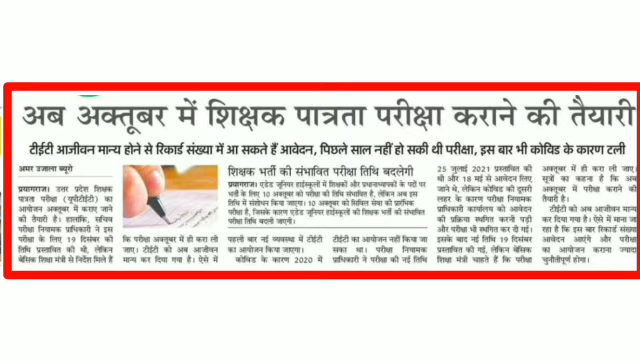 अब अक्तूबर में शिक्षक पात्रता परीक्षा कराने की तैयारी
टीईटी आजीवन मान्य होने से रिकार्ड संख्या में आ सकते हैं आवेदन, पिछले साल नहीं हो सकी थी परीक्षा, इस बार भी कोविड के कारण टली
अमर उजाला ब्यूरो
प्रयागराज। उत्तर प्रदेश शिक्षक
पात्रता परीक्षा (यूपीटीईटी) का
आयोजन अक्तूबर में कराए जाने
की तैयारी है। हालांकि, सचिव
परीक्षा नियामक प्राधिकारी ने इस
परीक्षा के लिए 19 दिसंबर की
तिथि प्रस्तावित की थी, लेकिन
बेसिक शिक्षा मंत्री से निर्देश मिले हैं
कि परीक्षा अक्तूबर में ही करा ली
जाए। टीईटी को अब आजीवन
मान्य कर दिया गया है। ऐसे में
शिक्षक भर्ती को संभावित परीक्षा तिथि बदलेगी
प्रयागराज। एडेड जूनियर हाईस्कूलों में शिक्षकों और प्रधानाध्यापकों के पदों पर
भर्ती के लिए 10 अक्तूबर को परीक्षा की तिथि संभावित है, लेकिन अब इस
तिथि में संशोधन किया जाएगा। 10 अक्तूबर को सिविल सेवा की प्रारंभिक
परीक्षा है, जिसके कारण एडेड जूनियर हाईस्कूलों की शिक्षक भर्ती की संभावित
परीक्षा तिथि बदली जाएगी।
पहली बार नई व्यवस्था में टीईटी
का आयोजन किया जाएगा।
कोविड के कारण 2020 में
टीईटी का आयोजन नहीं किया जा
सका था। परीक्षा नियामक
प्राधिकारी ने परीक्षा की नई तिथि
25 जुलाई 2021 प्रस्तावित की
थी और 18 मई से आवेदन लिए
जाने थे, लेकिन कोविड की दूसरी
लहर के कारण परीक्षा नियामक
प्राधिकारी कार्यालय को आवेदन
की प्रक्रिया स्थगित करनी पड़ी
और परीक्षा भी स्थगित कर दी गई।
इसके बाद नई तिथि 19 दिसंबर
प्रस्तावित की गई, लेकिन बेसिक
शिक्षा मंत्री चाहते हैं कि परीक्षा
अक्तूबर में ही करा ली जाए।
सूत्रों का कहना है कि अब
अक्तूबर में परीक्षा कराने की
तैयारी है।
टीईटी को अब आजीवन मान्य
कर दिया गया है। ऐसे में माना जा
रहा है कि इस बार रिकार्ड संख्या में
आवेदन आएंगे और परीक्षा
का आयोजन कराना ज्यादा
चुनौतीपूर्ण होगा।